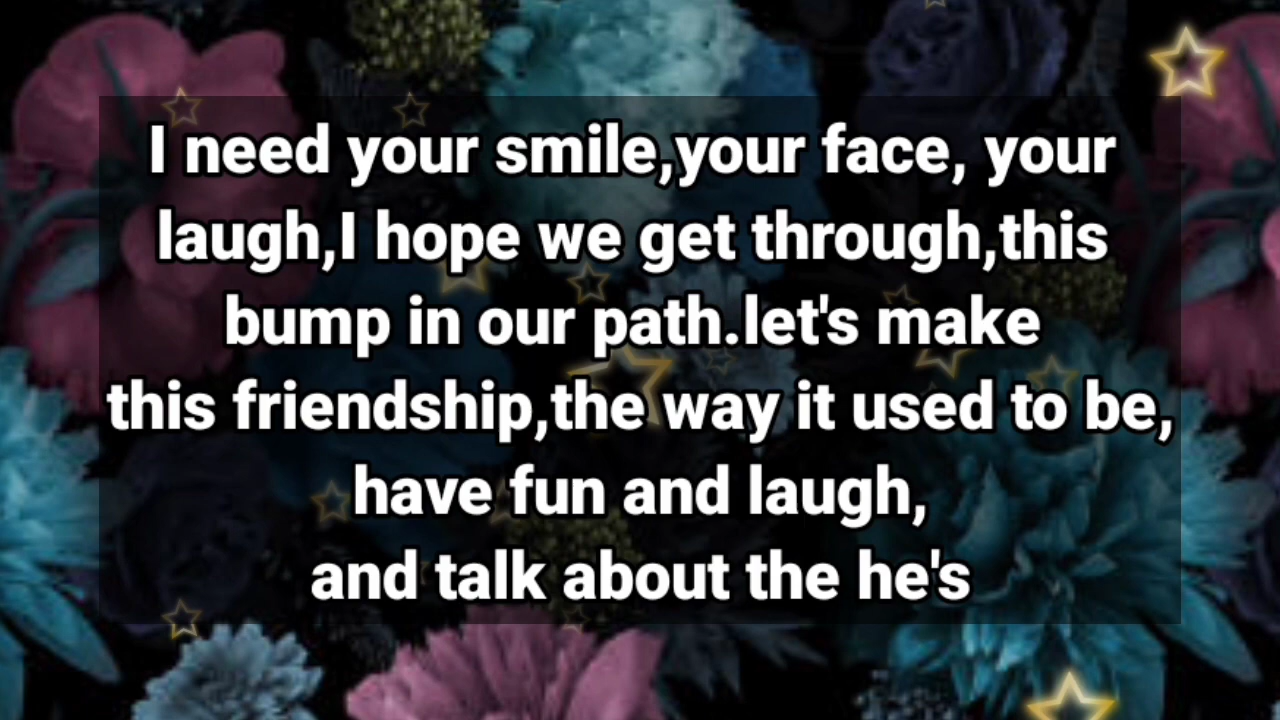 I need your smile,your face, your
laugh,I hope we get through,this
bump in our path.let's make
this friendship,the way it used to be,
have fun and laugh,
and talk about the he's